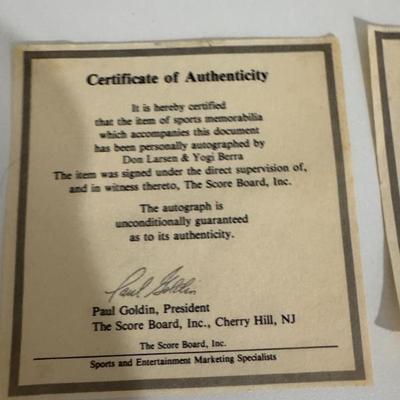 Certificate of Authenticity
It is hereby certified
that the item of sports memorabilia
which accompanies this document
has been personally autographed by
Don Larsen & Yogi Berra
The item was signed under the direct supervision of,
and in witness thereto, The Score Board, Inc.
The autograph is
unconditionally guaranteed
as to its authenticity.
Paul Goldin
Paul Goldin, President
The Score Board, Inc., Cherry Hill, NJ
The Score Board, Inc.
Sports and Entertainment Marketing Specialists